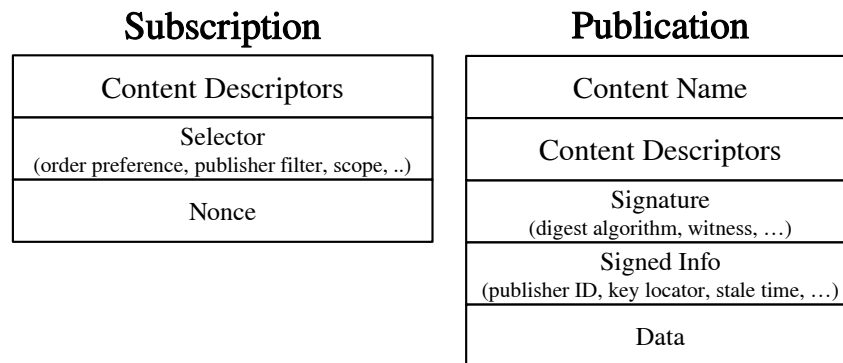 Subscription
Content Descriptors
Selector
(order preference, publisher filter, scope, ..)
Nonce
Publication
Content Name
Content Descriptors
Signature
(digest algorithm, witness, …)
Signed Info
(publisher ID, key locator, stale time, …)
Data